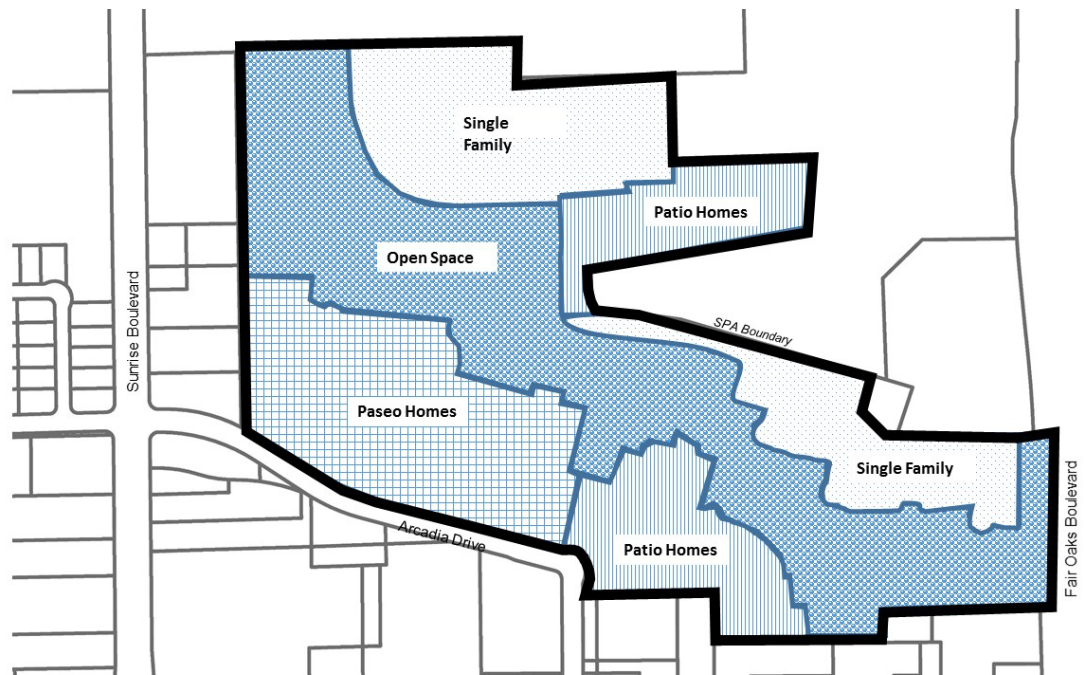 Single
Family
Patio Homes
Open Space
SPA Boundary
Sunrise Boulevard
Paseo Homes
Single Family
Arcadia Drive
Patio Homes
Fair Oaks Boulevard